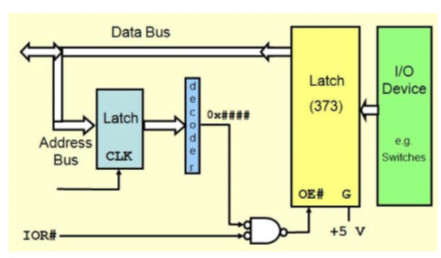 Data Bus
Latch
(373)
I/O
Device
e.g.
Switches
Latch
CLK
decoder
0x####
Address
Bus
OE# G
+5 V
IOR#